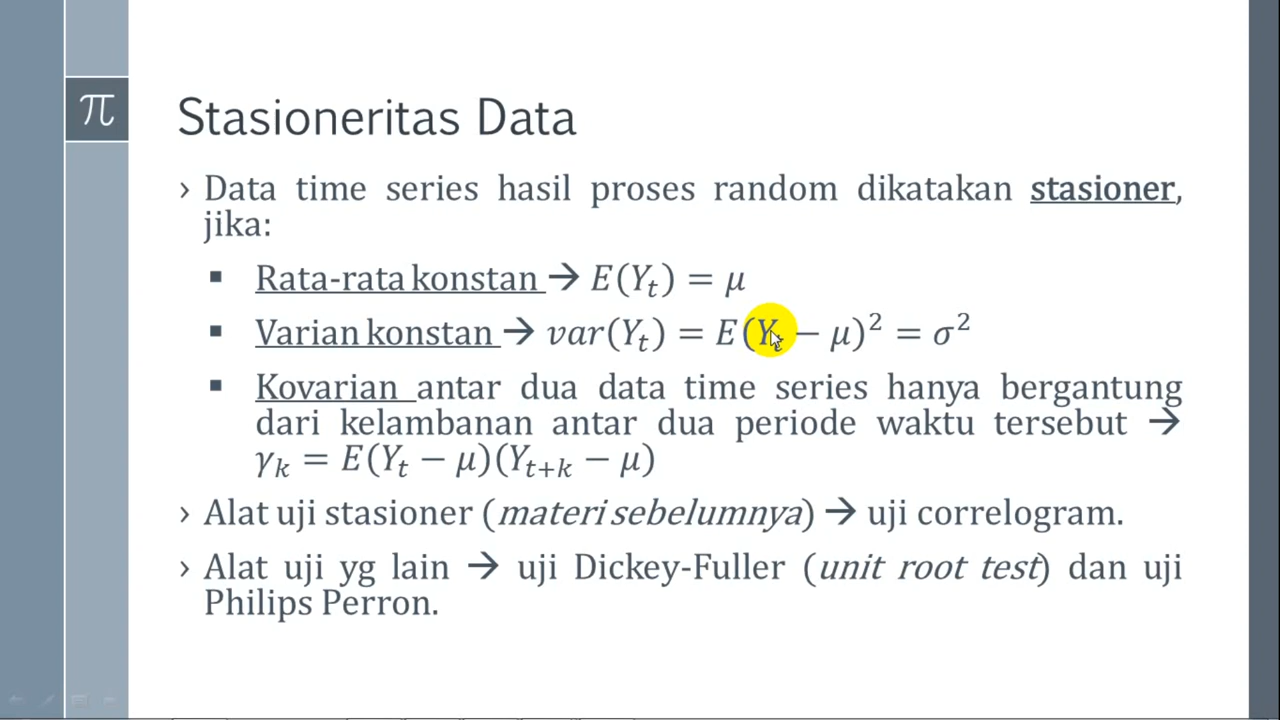 π
Stasioneritas Data
› Data time series hasil proses random dikatakan stasioner,
jika:
▪ Rata-rata konstan → E(Yₜ) = μ
▪ Varian konstan → var(Yₜ) = E(Yₜ − μ)² = σ²
▪ Kovarian antar dua data time series hanya bergantung
dari kelambanan antar dua periode waktu tersebut →
γₖ = E(Yₜ − μ)(Yₜ₊ₖ − μ)
› Alat uji stasioner (materi sebelumnya) → uji correlogram.
› Alat uji yg lain → uji Dickey-Fuller (unit root test) dan uji
Philips Perron.